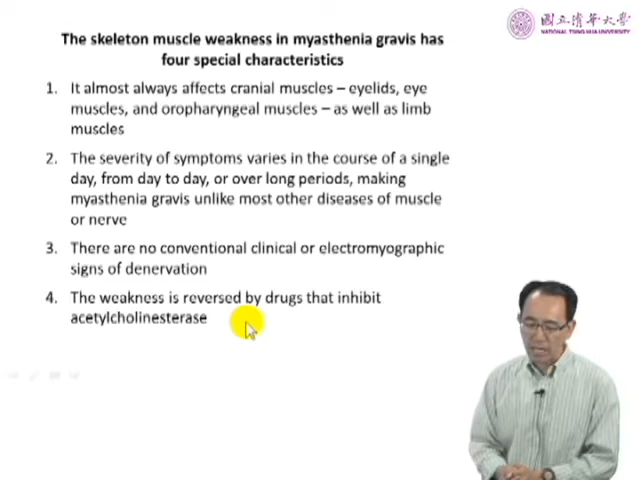 The skeleton muscle weakness in myasthenia gravis has
four special characteristics
1. It almost always affects cranial muscles – eyelids, eye
muscles, and oropharyngeal muscles – as well as limb
muscles
2. The severity of symptoms varies in the course of a single
day, from day to day, or over long periods, making
myasthenia gravis unlike most other diseases of muscle
or nerve
3. There are no conventional clinical or electromyographic
signs of denervation
4. The weakness is reversed by drugs that inhibit
acetylcholinesterase
國立清華大學
NATIONAL TSING HUA UNIVERSITY